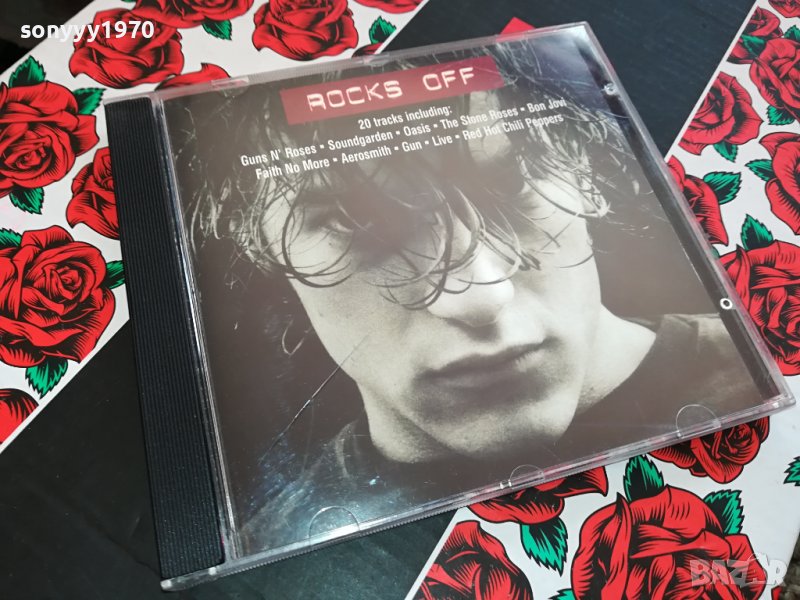 sonyyy1970
ROCKS OFF
20 tracks including:
Guns N' Roses • Soundgarden • Oasis • The Stone Roses • Bon Jovi
Faith No More • Aerosmith • Gun • Live • Red Hot Chili Peppers
BAZAR